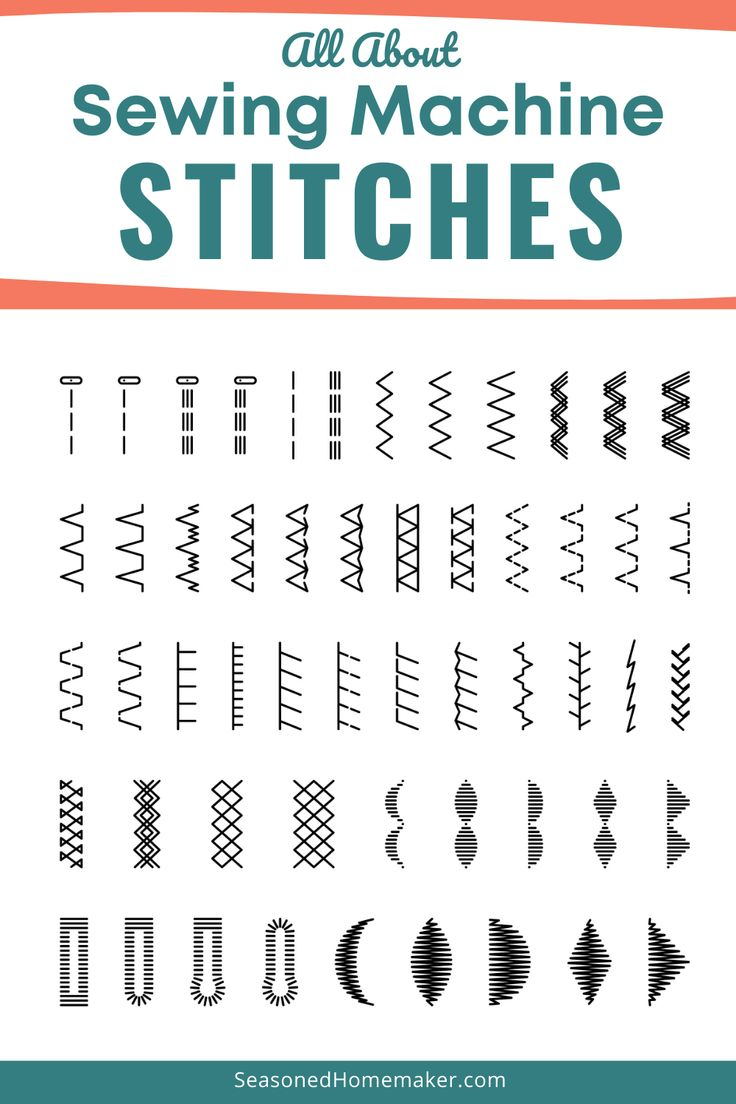 All About
Sewing Machine
STITCHES
SeasonedHomemaker.com